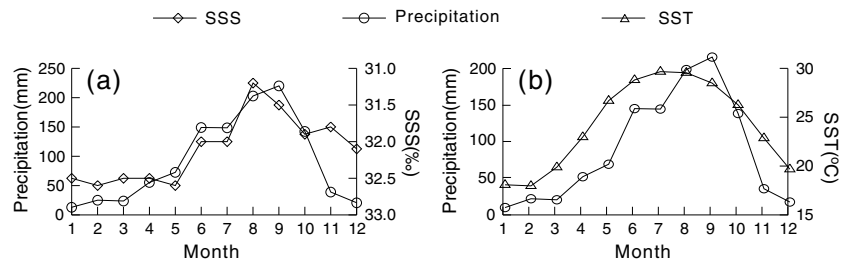 SSS Precipitation SST
(a)
Precipitation(mm)
250
200
150
100
50
0
31.0
31.5
32.0
32.5
33.0
SSS(‰)
1 2 3 4 5 6 7 8 9 10 11 12
Month
(b)
Precipitation(mm)
200
150
100
50
0
30
25
20
15
SST(°C)
1 2 3 4 5 6 7 8 9 10 11 12
Month